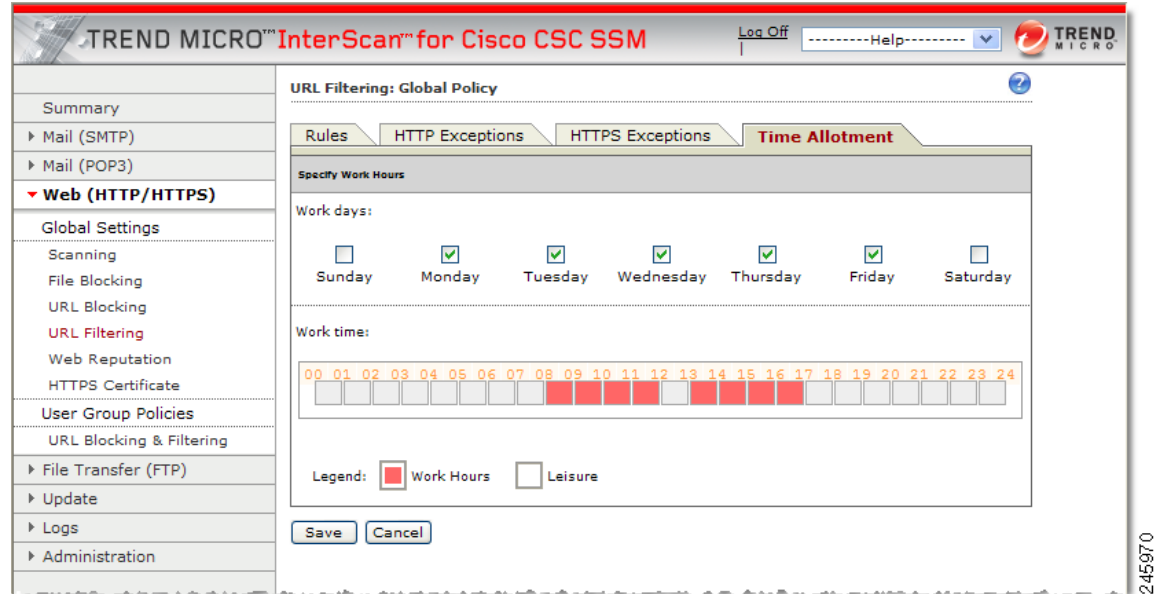 TREND MICRO™ InterScan™ for Cisco CSC SSM
Log Off
|
---------Help---------
TREND MICRO
URL Filtering: Global Policy
?
Summary
Mail (SMTP)
Mail (POP3)
Web (HTTP/HTTPS)
Global Settings
Scanning
File Blocking
URL Blocking
URL Filtering
Web Reputation
HTTPS Certificate
User Group Policies
URL Blocking & Filtering
File Transfer (FTP)
Update
Logs
Administration
Rules HTTP Exceptions HTTPS Exceptions Time Allotment
Specify Work Hours
Work days:
Sunday Monday Tuesday Wednesday Thursday Friday Saturday
Work time:
00 01 02 03 04 05 06 07 08 09 10 11 12 13 14 15 16 17 18 19 20 21 22 23 24
Legend: Work Hours Leisure
Save Cancel
245970